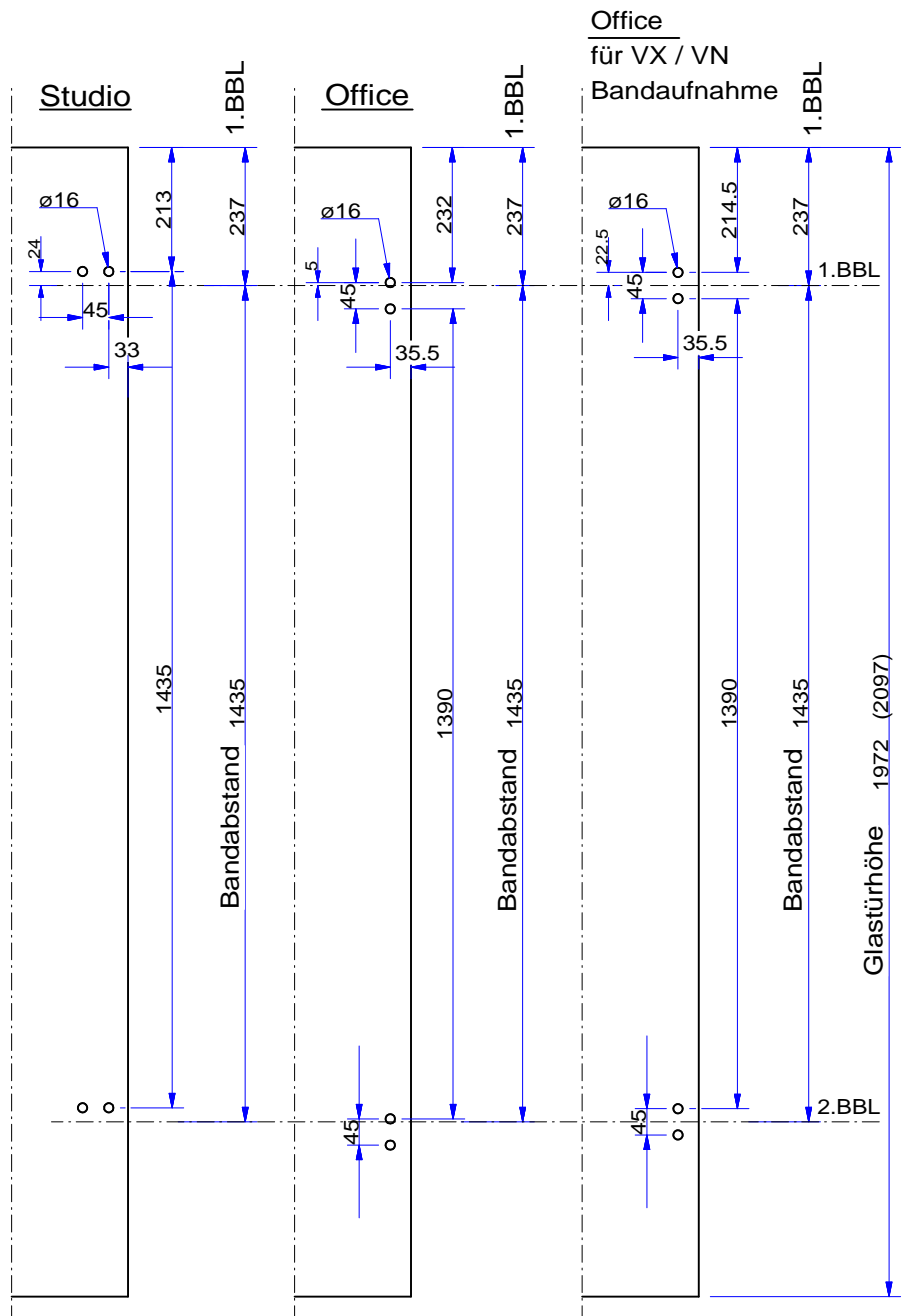 Office
für VX / VN
Bandaufnahme
Studio
1.BBL
Office
1.BBL
1.BBL
213
237
232
237
214.5
237
ø16
ø16
ø16
24
5
22.5
1.BBL
45
45
45
33
35.5
35.5
1435
1435
Bandabstand
1390
1435
Bandabstand
1390
1435
Bandabstand
Glastürhöhe 1972 (2097)
2.BBL
45
45